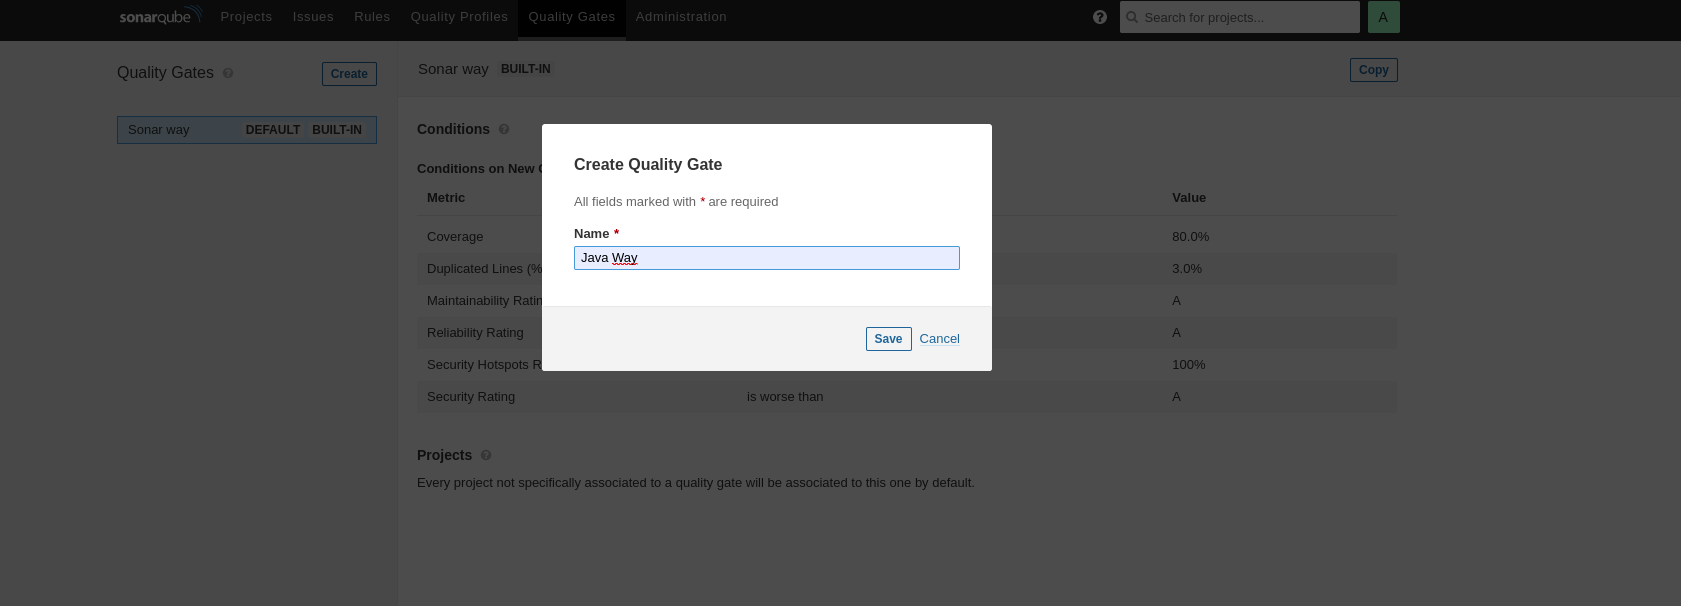 sonarqube Projects Issues Rules Quality Profiles Quality Gates Administration Search for projects... A
Quality Gates Create
Sonar way DEFAULT BUILT-IN
Sonar way BUILT-IN Copy
Conditions
Conditions on New
Metric Value
Coverage 80.0%
Duplicated Lines (% 3.0%
Maintainability Ratin A
Reliability Rating A
Security Hotspots R 100%
Security Rating is worse than A
Projects
Every project not specifically associated to a quality gate will be associated to this one by default.
Create Quality Gate
All fields marked with * are required
Name *
Java Way
Save Cancel